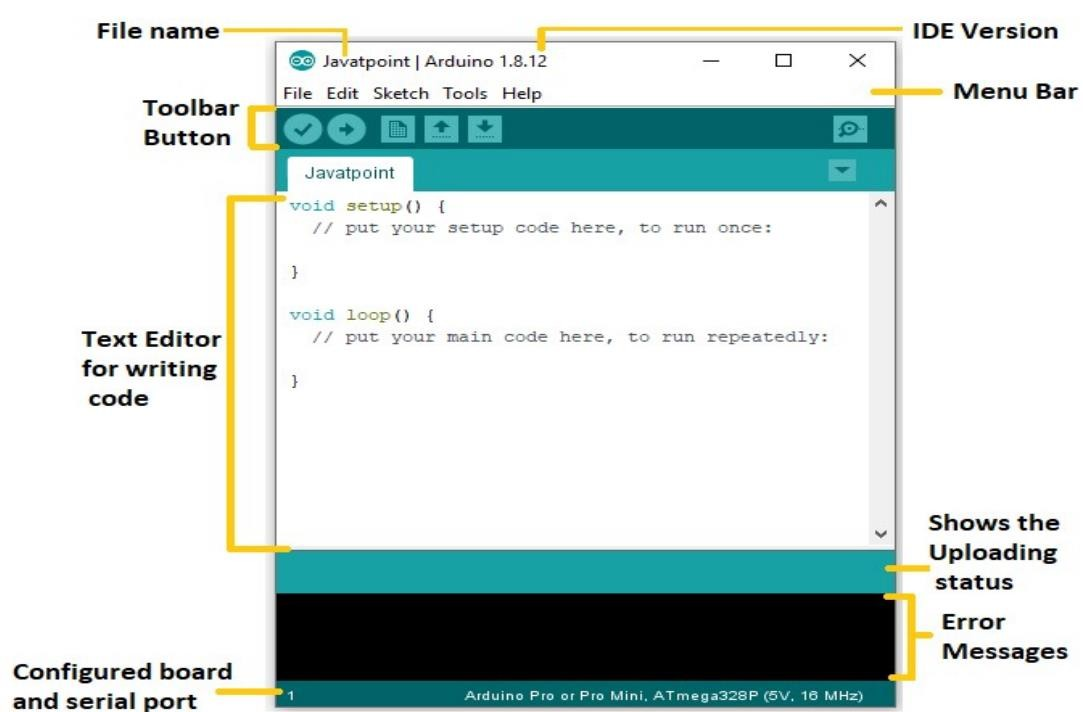 File name
IDE Version
Javatpoint | Arduino 1.8.12
File Edit Sketch Tools Help
Menu Bar
Toolbar
Button
Javatpoint
void setup() {
// put your setup code here, to run once:
}
void loop() {
// put your main code here, to run repeatedly:
}
Text Editor
for writing
code
Shows the
Uploading
status
Error
Messages
Configured board
and serial port
1
Arduino Pro or Pro Mini, ATmega328P (5V, 16 MHz)